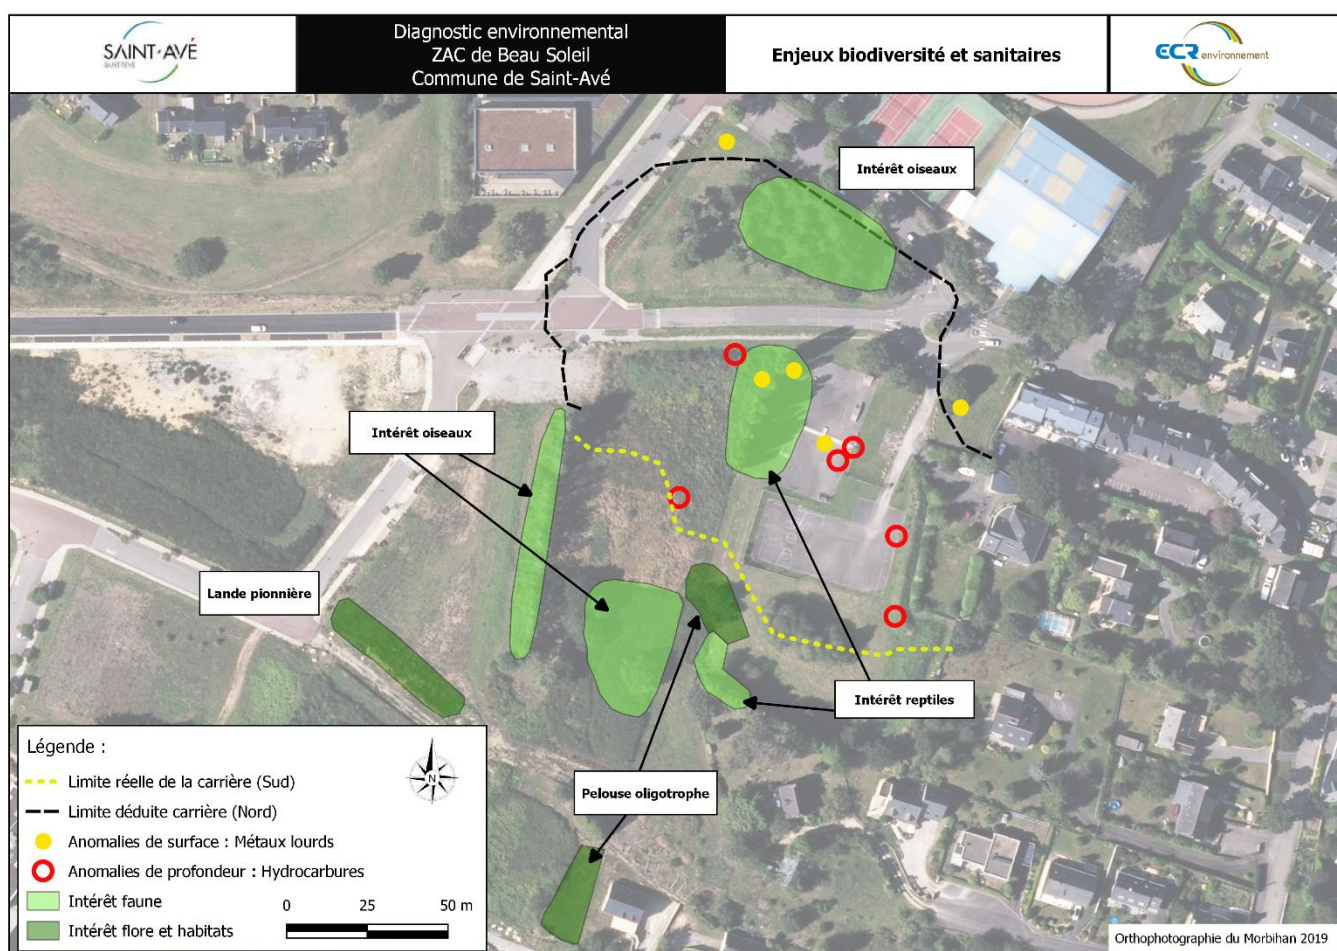 SAINT-AVÉ
SANT-TEVE
Diagnostic environnemental
ZAC de Beau Soleil
Commune de Saint-Avé
Enjeux biodiversité et sanitaires
ECR environnement
Intérêt oiseaux
Intérêt oiseaux
Lande pionnière
Intérêt reptiles
Pelouse oligotrophe
Légende :
N
Limite réelle de la carrière (Sud)
Limite déduite carrière (Nord)
Anomalies de surface : Métaux lourds
Anomalies de profondeur : Hydrocarbures
Intérêt faune
Intérêt flore et habitats
0 25 50 m
Orthophotographie du Morbihan 2019